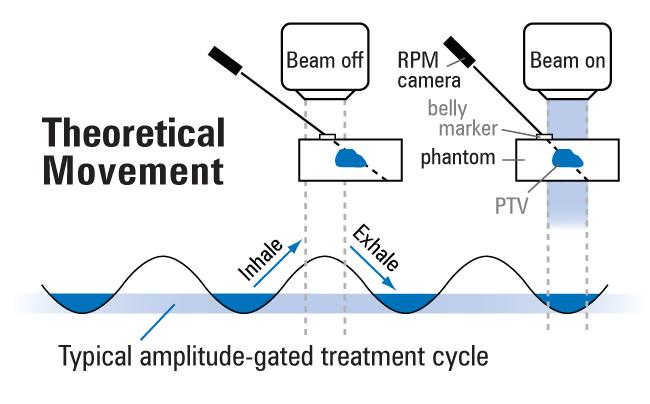 Beam off
RPM
camera
Beam on
belly
marker
Theoretical
Movement
phantom
PTV
Inhale
Exhale
Typical amplitude-gated treatment cycle